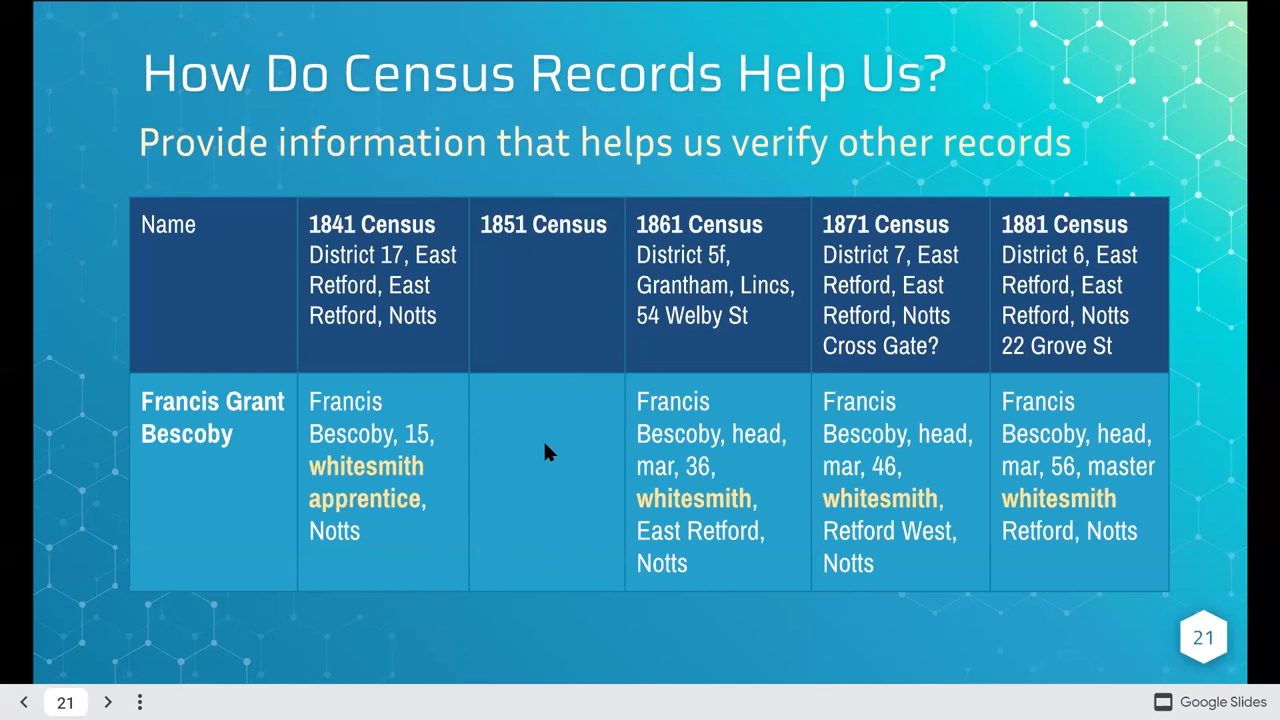 How Do Census Records Help Us?
Provide information that helps us verify other records
Name
1841 Census
District 17, East
Retford, East
Retford, Notts
1851 Census
1861 Census
District 5f,
Grantham, Lincs,
54 Welby St
1871 Census
District 7, East
Retford, East
Retford, Notts
Cross Gate?
1881 Census
District 6, East
Retford, East
Retford, Notts
22 Grove St
Francis Grant
Bescoby
Francis
Bescoby, 15,
whitesmith
apprentice,
Notts
Francis
Bescoby, head,
mar, 36,
whitesmith,
East Retford,
Notts
Francis
Bescoby, head,
mar, 46,
whitesmith,
Retford West,
Notts
Francis
Bescoby, head,
mar, 56, master
whitesmith
Retford, Notts
21
21
Google Slides